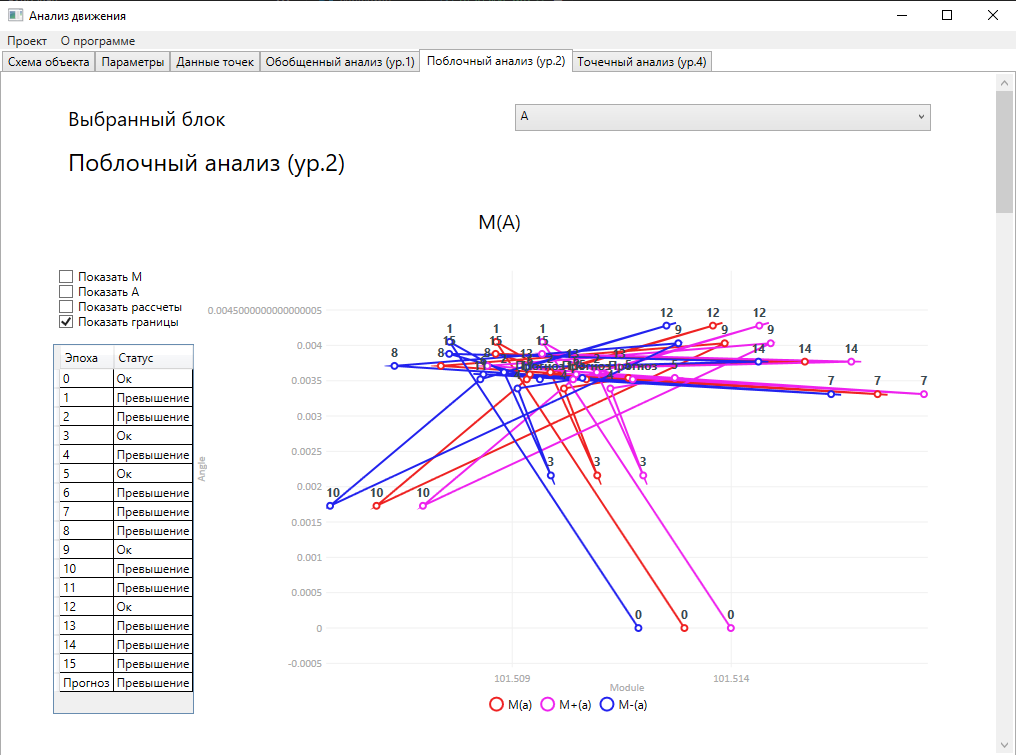 Анализ движения
Проект О программе
Схема объекта Параметры Данные точек Обобщенный анализ (ур.1) Поблочный анализ (ур.2) Точечный анализ (ур.4)
Выбранный блок A
Поблочный анализ (ур.2)
M(A)
Показать М
Показать А
Показать рассчеты
Показать границы
Эпоха Статус
0 Ок
1 Превышение
2 Превышение
3 Ок
4 Превышение
5 Ок
6 Превышение
7 Превышение
8 Превышение
9 Ок
10 Превышение
11 Превышение
12 Ок
13 Превышение
14 Превышение
15 Превышение
Прогноз Превышение
Angle
0.0045000000000000005
0.004
0.0035
0.003
0.0025
0.002
0.0015
0.001
0.0005
0
-0.0005
12 12 12
1 1 1 9 9 9
15 15 15
8 8 8 14 14 14
7 7 7
3 3 3
10 10 10
0 0 0
101.509 101.514
Module
M(a) M+(a) M-(a)